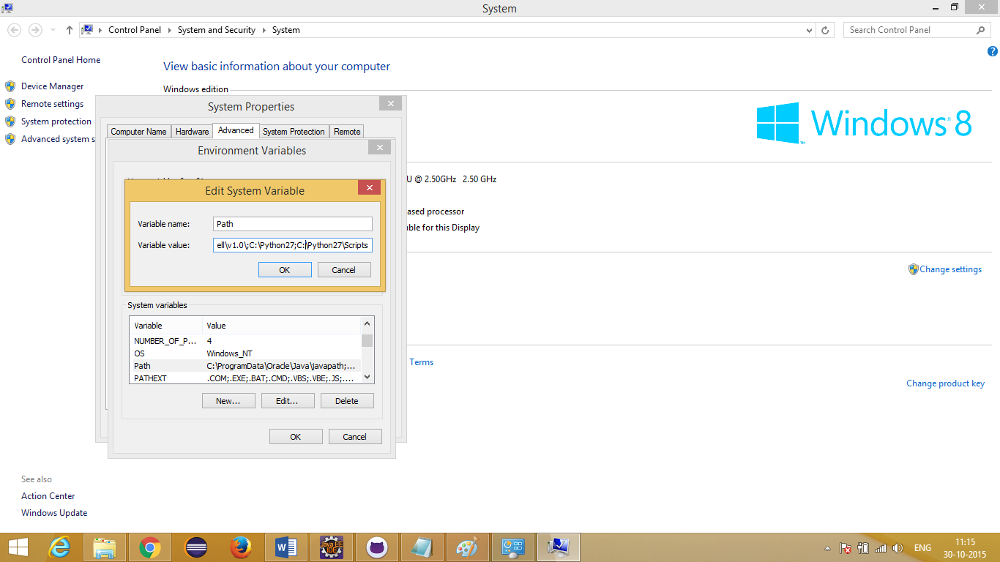 System
Control Panel System and Security System
Search Control Panel
Control Panel Home
Device Manager
Remote settings
System protection
Advanced system s
View basic information about your computer
Windows edition
Windows 8
System Properties
Computer Name Hardware Advanced System Protection Remote
Environment Variables
U @ 2.50GHz 2.50 GHz
ased processor
ble for this Display
Edit System Variable
Variable name: Path
Variable value: ell\v1.0\;C:\Python27;C:\Python27\Scripts
OK Cancel
Change settings
System variables
Variable Value
NUMBER_OF_P... 4
OS Windows_NT
Path C:\ProgramData\Oracle\Java\javapath;...
PATHEXT .COM;.EXE;.BAT;.CMD;.VBS;.VBE;.JS;....
New... Edit... Delete
OK Cancel
Terms
Change product key
See also
Action Center
Windows Update
Java EE
IDE
ENG
11:15
30-10-2015